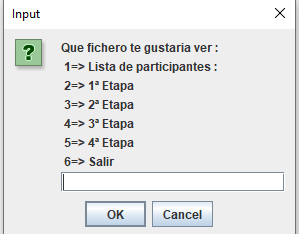 Input
Que fichero te gustaria ver :
1=> Lista de participantes :
2=> 1ª Etapa
3=> 2ª Etapa
4=> 3ª Etapa
5=> 4ª Etapa
6=> Salir
OK Cancel